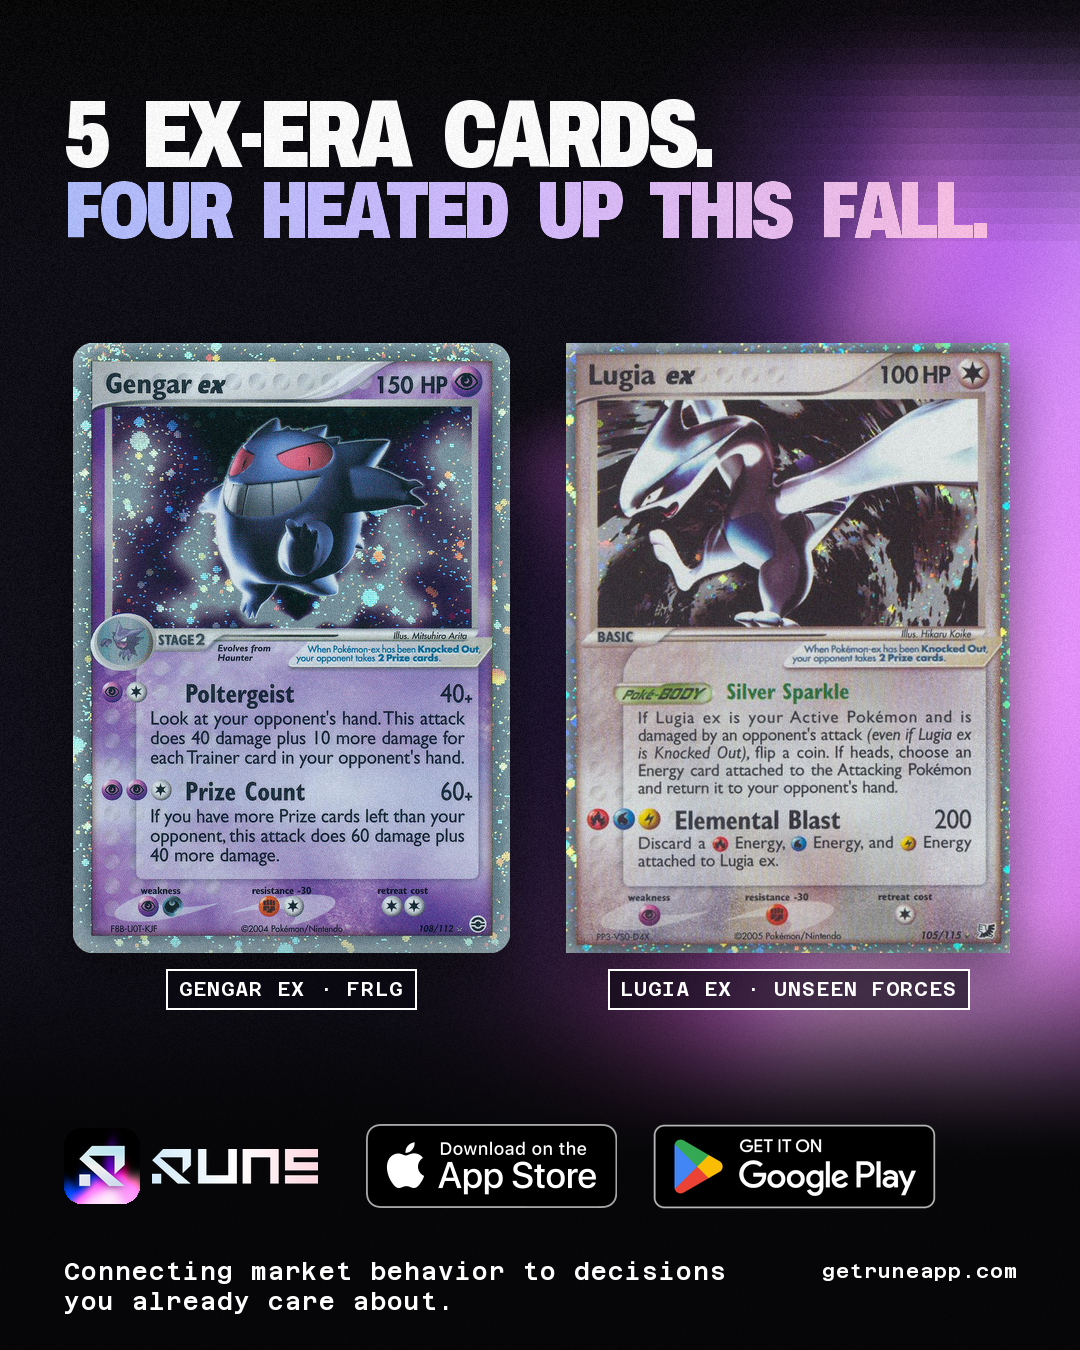 5 EX-ERA CARDS.
FOUR HEATED UP THIS FALL.
Gengar ex
150 HP
STAGE 2
Evolves from
Haunter
Illus. Mitsuhiro Arita
When Pokémon-ex has been Knocked Out,
your opponent takes 2 Prize cards.
Poltergeist 40+
Look at your opponent's hand. This attack
does 40 damage plus 10 more damage for
each Trainer card in your opponent's hand.
Prize Count 60+
If you have more Prize cards left than your
opponent, this attack does 60 damage plus
40 more damage.
weakness resistance -30 retreat cost
FBB-U0T-KJF ©2004 Pokémon/Nintendo 108/112
GENGAR EX · FRLG
Lugia ex
100 HP
BASIC
Illus. Hikaru Koike
When Pokémon-ex has been Knocked Out,
your opponent takes 2 Prize cards.
Poké-BODY Silver Sparkle
If Lugia ex is your Active Pokémon and is
damaged by an opponent's attack (even if Lugia ex
is Knocked Out), flip a coin. If heads, choose an
Energy card attached to the Attacking Pokémon
and return it to your opponent's hand.
Elemental Blast 200
Discard a Energy, Energy, and Energy
attached to Lugia ex.
weakness resistance -30 retreat cost
PP3-VS0-D4X ©2005 Pokémon/Nintendo 105/115
LUGIA EX · UNSEEN FORCES
RUNE
Download on the
App Store
GET IT ON
Google Play
Connecting market behavior to decisions
you already care about.
getruneapp.com